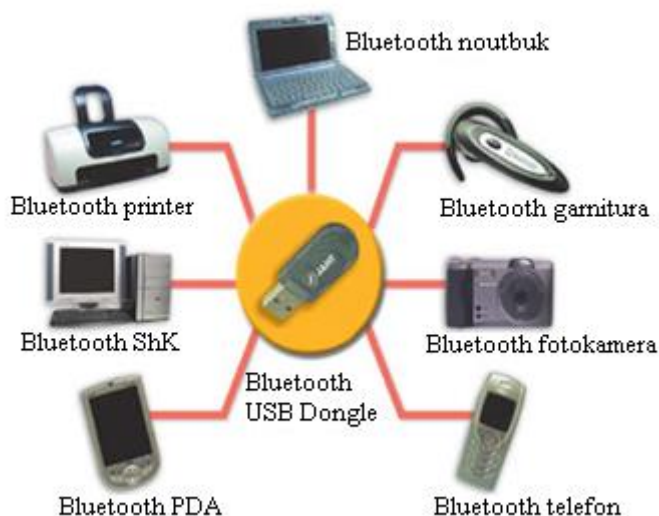 Bluetooth noutbuk
Bluetooth printer
Bluetooth garnitura
Bluetooth ShK
Bluetooth fotokamera
Bluetooth
USB Dongle
Bluetooth PDA
Bluetooth telefon